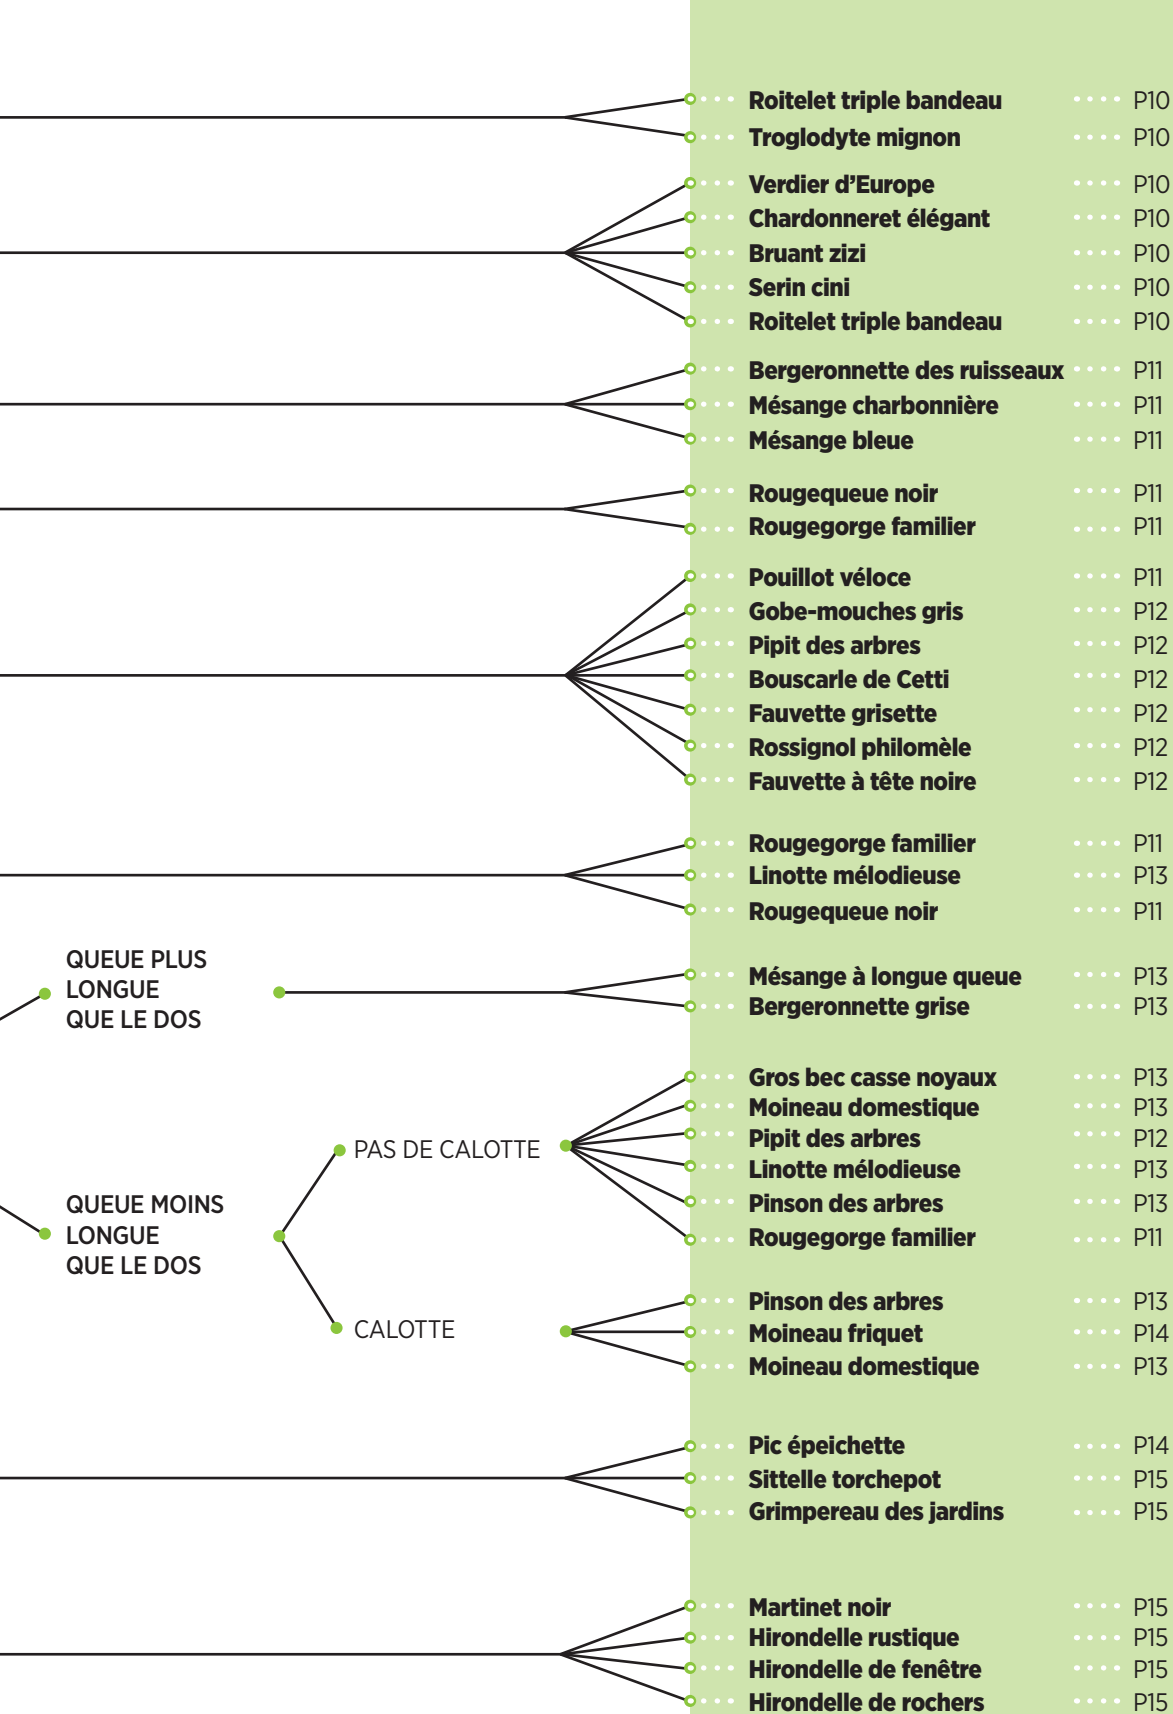 Roitelet triple bandeau P10
Troglodyte mignon P10
Verdier d’Europe P10
Chardonneret élégant P10
Bruant zizi P10
Serin cini P10
Roitelet triple bandeau P10
Bergeronnette des ruisseaux P11
Mésange charbonnière P11
Mésange bleue P11
Rougequeue noir P11
Rougegorge familier P11
Pouillot véloce P11
Gobe-mouches gris P12
Pipit des arbres P12
Bouscarle de Cetti P12
Fauvette grisette P12
Rossignol philomèle P12
Fauvette à tête noire P12
Rougegorge familier P11
Linotte mélodieuse P13
Rougequeue noir P11
QUEUE PLUS
LONGUE
QUE LE DOS
Mésange à longue queue P13
Bergeronnette grise P13
QUEUE MOINS
LONGUE
QUE LE DOS
PAS DE CALOTTE
Gros bec casse noyaux P13
Moineau domestique P13
Pipit des arbres P12
Linotte mélodieuse P13
Pinson des arbres P13
Rougegorge familier P11
CALOTTE
Pinson des arbres P13
Moineau friquet P14
Moineau domestique P13
Pic épeichette P14
Sittelle torchepot P15
Grimpereau des jardins P15
Martinet noir P15
Hirondelle rustique P15
Hirondelle de fenêtre P15
Hirondelle de rochers P15